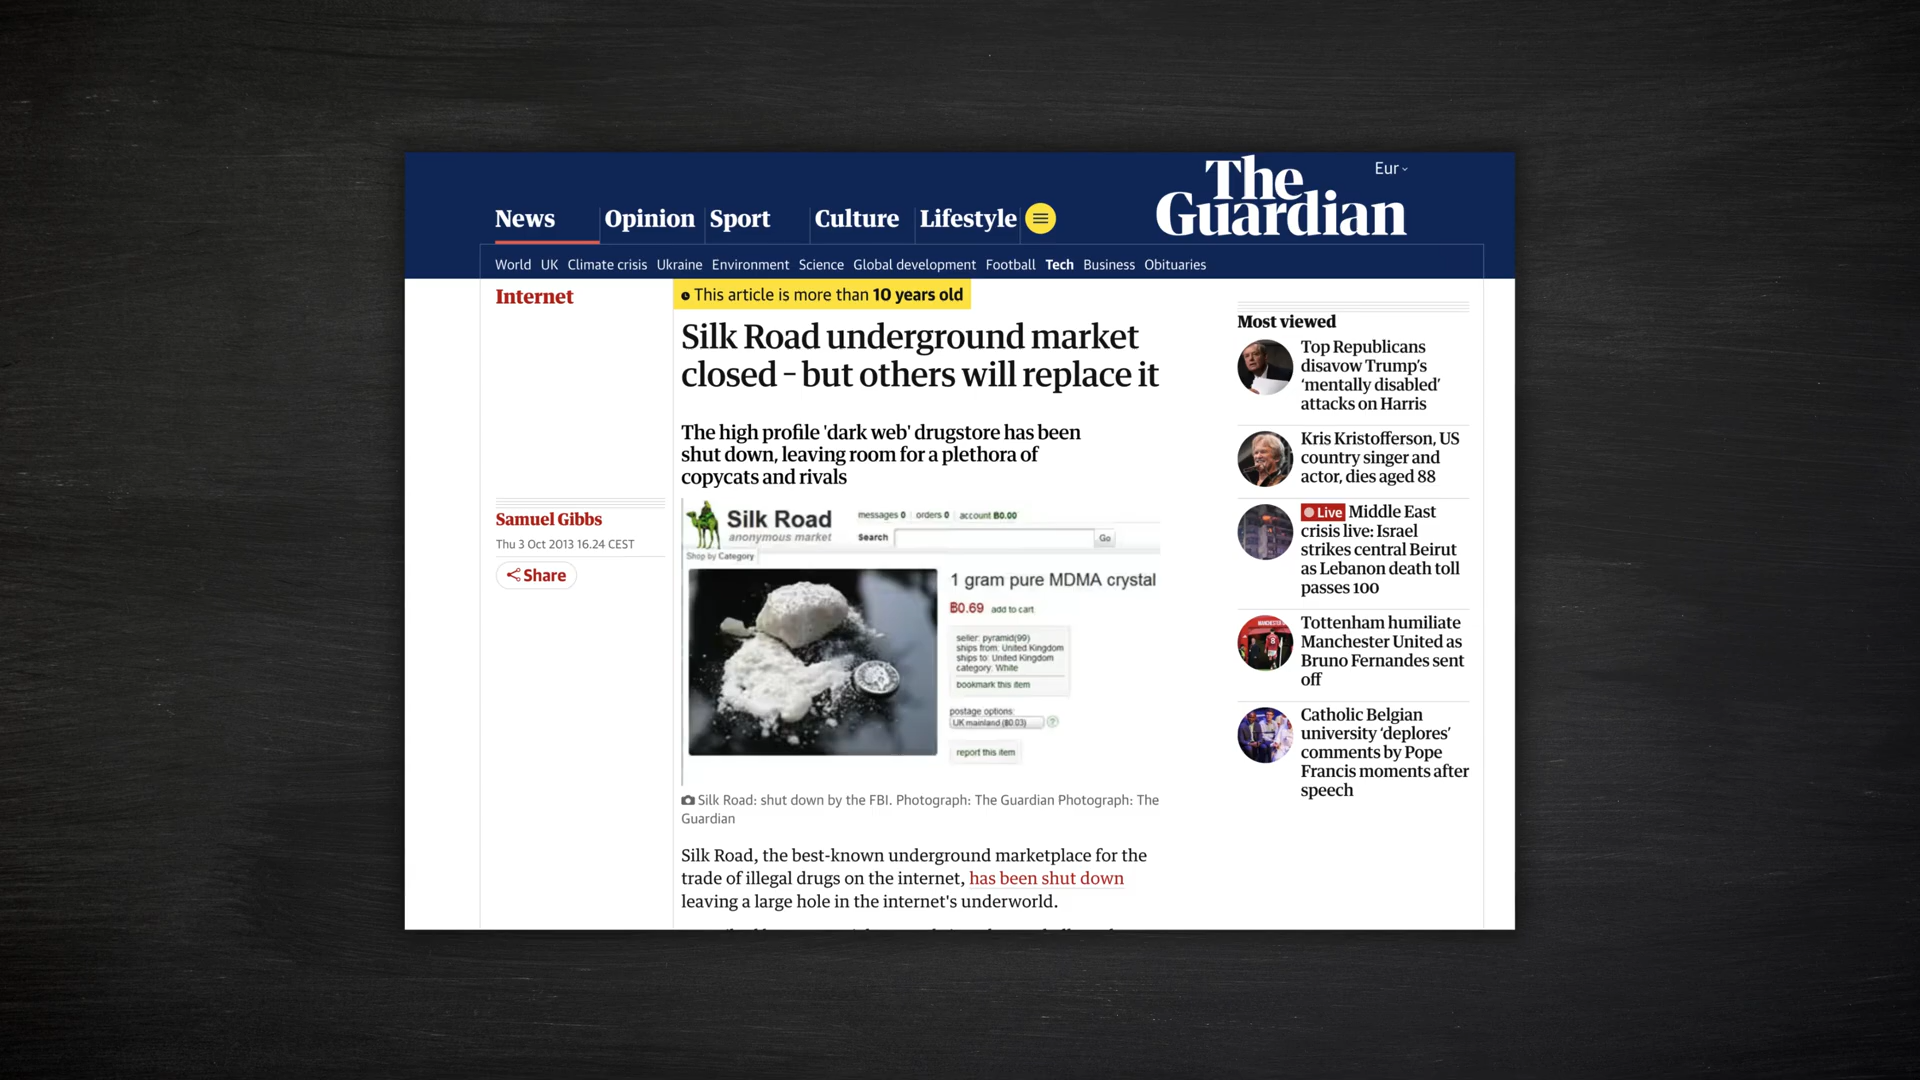 The
Guardian
Eur
News
Opinion
Sport
Culture
Lifestyle
World UK Climate crisis Ukraine Environment Science Global development Football Tech Business Obituaries
Internet
This article is more than 10 years old
Silk Road underground market
closed – but others will replace it
The high profile 'dark web' drugstore has been
shut down, leaving room for a plethora of
copycats and rivals
Samuel Gibbs
Thu 3 Oct 2013 16.24 CEST
Share
Silk Road
anonymous market
messages 0 | orders 0 | account ฿0.00
Search
Go
Shop by Category
1 gram pure MDMA crystal
฿0.69 add to cart
seller: pyramid(99)
ships from: United Kingdom
ships to: United Kingdom
category: White
bookmark this item
postage options:
UK mainland (฿0.03) ?
report this item
Silk Road: shut down by the FBI. Photograph: The Guardian Photograph: The
Guardian
Silk Road, the best-known underground marketplace for the
trade of illegal drugs on the internet, has been shut down
leaving a large hole in the internet's underworld.
Most viewed
Top Republicans
disavow Trump's
'mentally disabled'
attacks on Harris
Kris Kristofferson, US
country singer and
actor, dies aged 88
Live Middle East
crisis live: Israel
strikes central Beirut
as Lebanon death toll
passes 100
Tottenham humiliate
Manchester United as
Bruno Fernandes sent
off
Catholic Belgian
university 'deplores'
comments by Pope
Francis moments after
speech